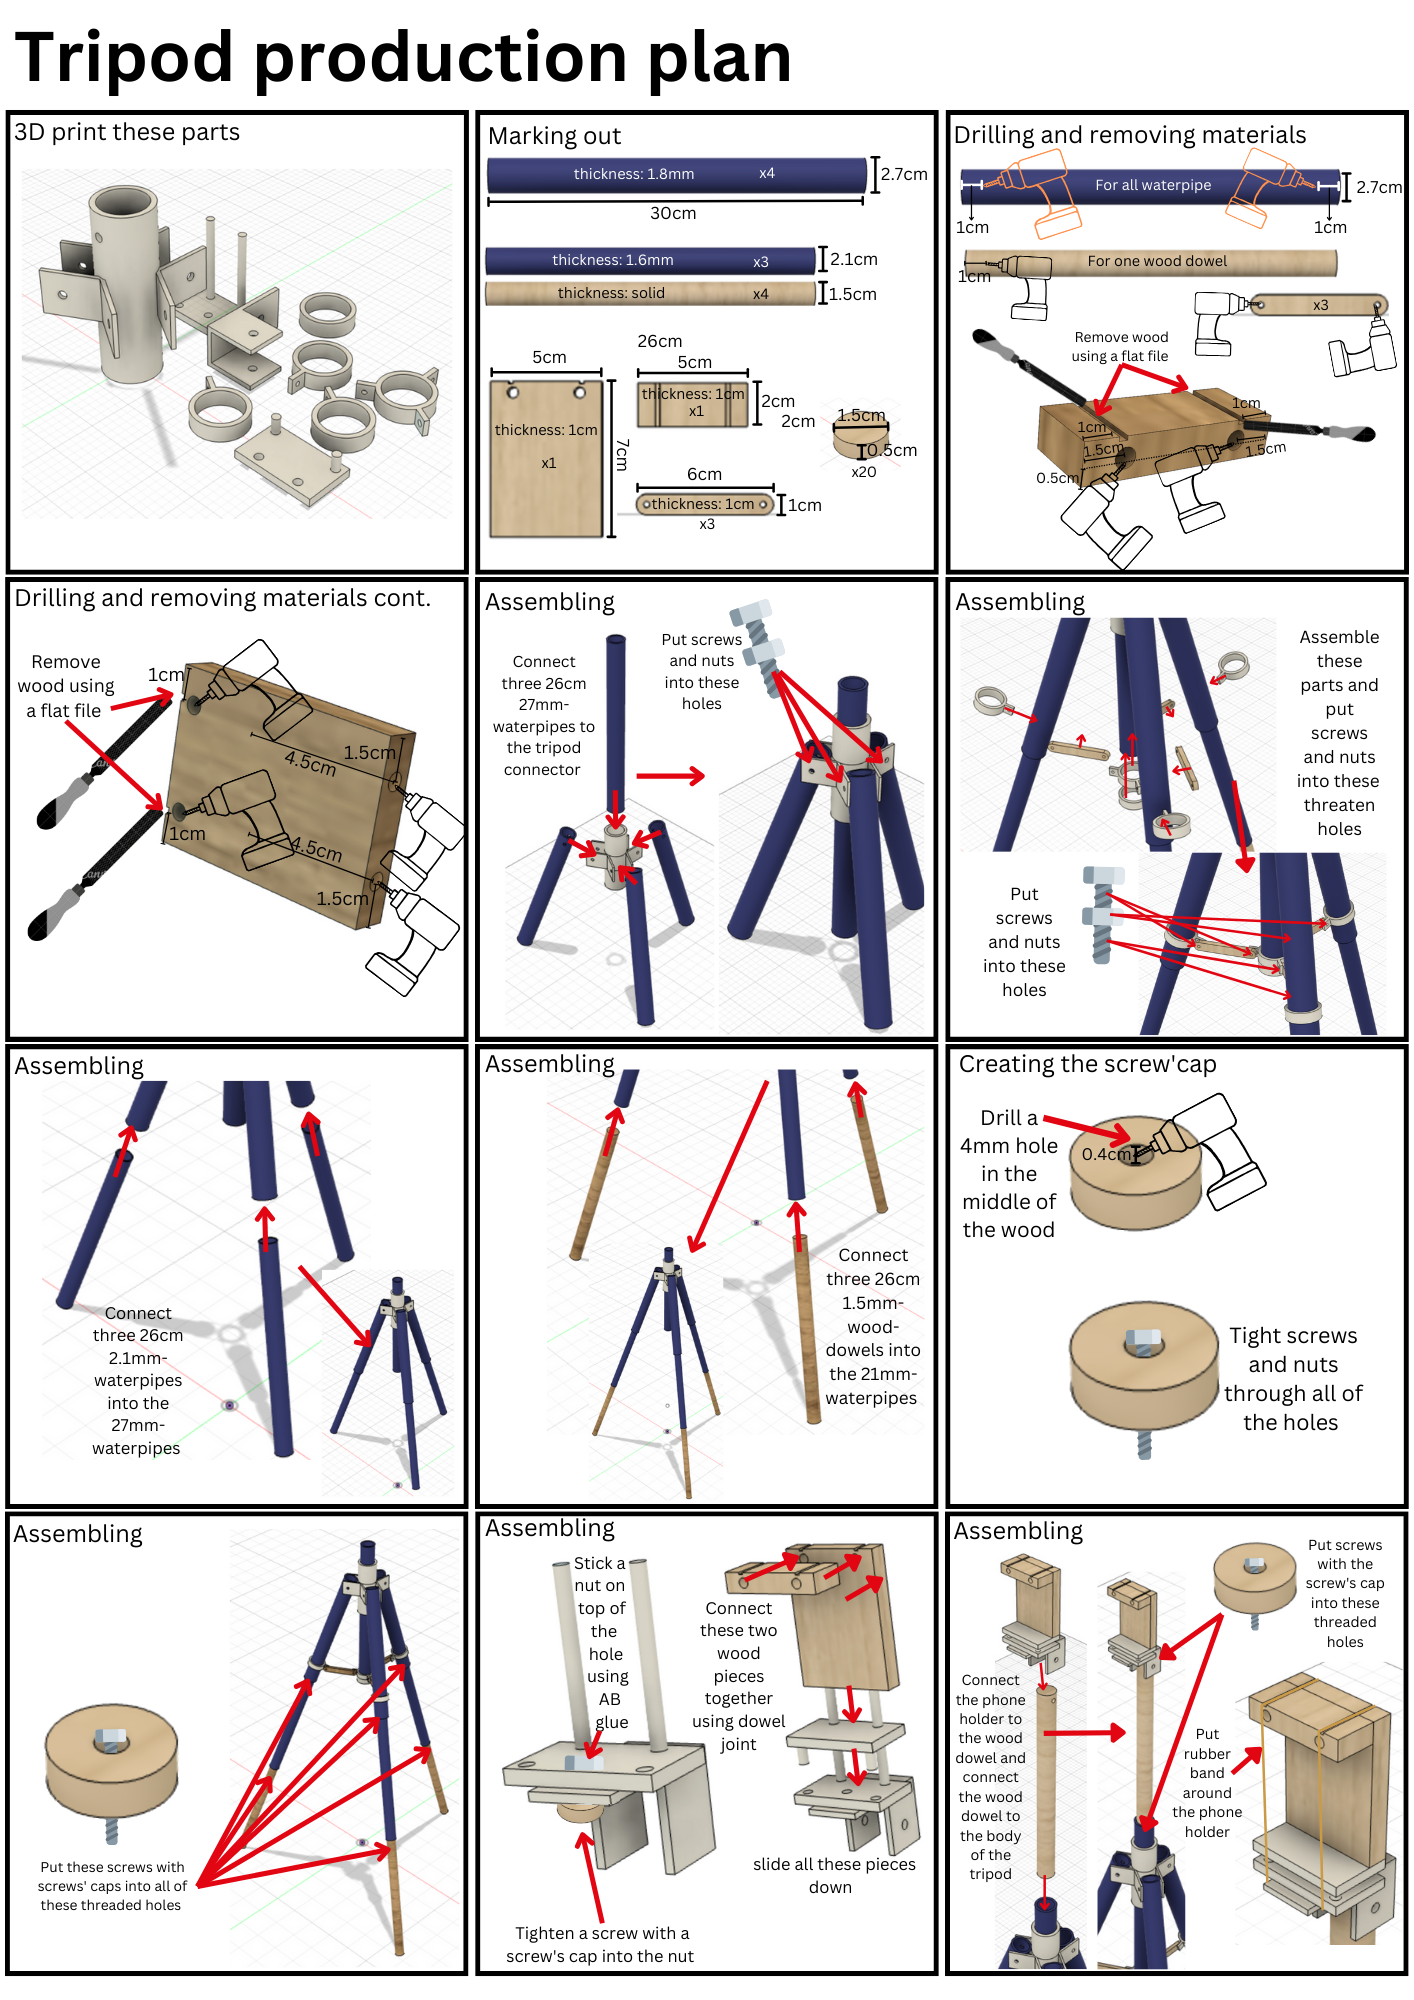 Tripod production plan
3D print these parts
Marking out
thickness: 1.8mm
x4
2.7cm
30cm
thickness: 1.6mm
x3
2.1cm
thickness: solid
x4
1.5cm
26cm
5cm
5cm
thickness: 1cm
x1
2cm
2cm
1.5cm
0.5cm
x20
thickness: 1cm
x1
7cm
6cm
thickness: 1cm
1cm
x3
Drilling and removing materials
For all waterpipe
2.7cm
1cm
1cm
For one wood dowel
1cm
x3
Remove wood
using a flat file
1cm
1cm
1.5cm
1.5cm
0.5cm
Drilling and removing materials cont.
Remove
wood using
a flat file
1cm
1.5cm
4.5cm
1cm
4.5cm
1.5cm
Assembling
Connect
three 26cm
27mm-
waterpipes to
the tripod
connector
Put screws
and nuts
into these
holes
Assembling
Assemble
these
parts and
put
screws
and nuts
into these
threaten
holes
Put
screws
and nuts
into these
holes
Assembling
Connect
three 26cm
2.1mm-
waterpipes
into the
27mm-
waterpipes
Assembling
Connect
three 26cm
1.5mm-
wood-
dowels into
the 21mm-
waterpipes
Creating the screw'cap
Drill a
4mm hole
in the
middle of
the wood
0.4cm
Tight screws
and nuts
through all of
the holes
Assembling
Put these screws with
screws' caps into all of
these threaded holes
Assembling
Stick a
nut on
top of
the
hole
using
AB
glue
Connect
these two
wood
pieces
together
using dowel
joint
slide all these pieces
down
Tighten a screw with a
screw's cap into the nut
Assembling
Put screws
with the
screw's cap
into these
threaded
holes
Connect
the phone
holder to
the wood
dowel and
connect
the wood
dowel to
the body
of the
tripod
Put
rubber
band
around
the phone
holder